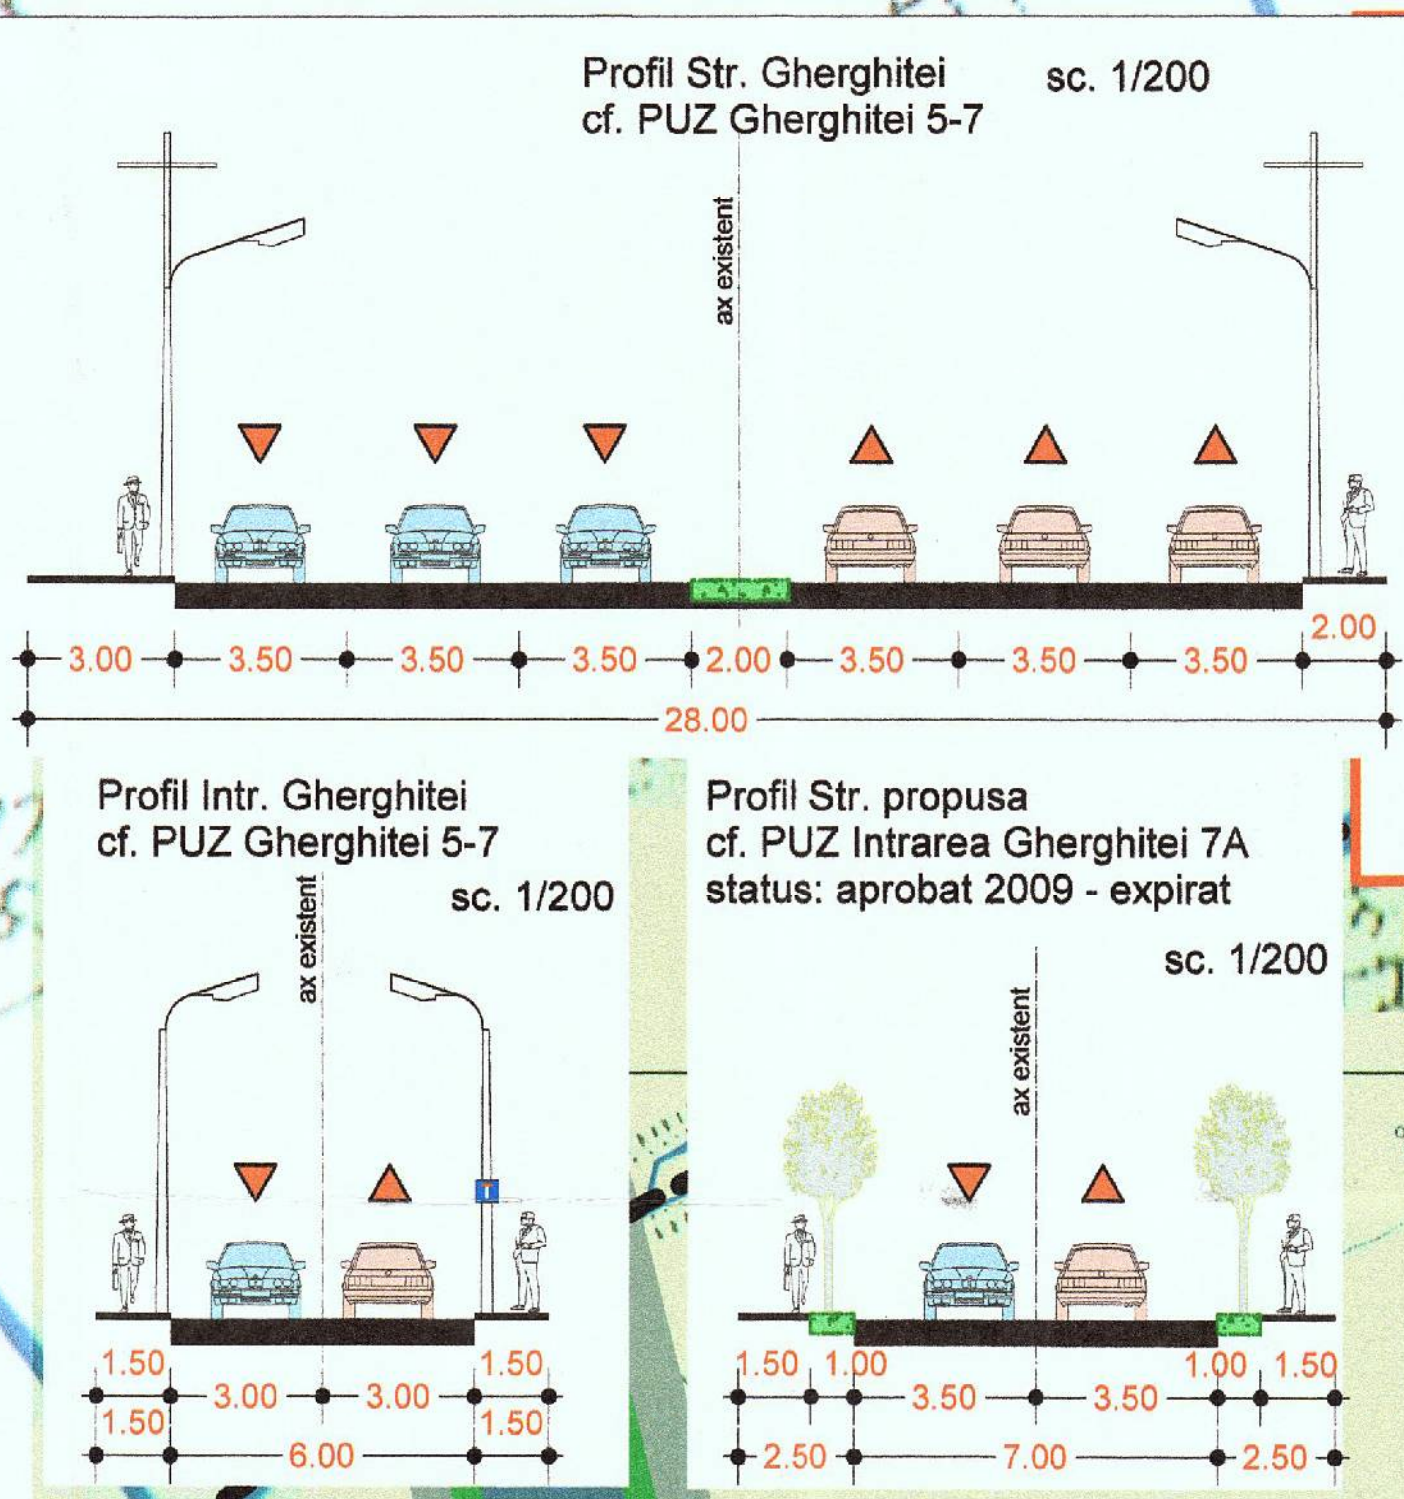 Profil Str. Gherghitei sc. 1/200
cf. PUZ Gherghitei 5-7
ax existent
2.00
3.00 3.50 3.50 3.50 2.00 3.50 3.50 3.50
28.00
Profil Intr. Gherghitei
cf. PUZ Gherghitei 5-7
sc. 1/200
ax existent
1.50 1.50
3.00 3.00
1.50 1.50
6.00
Profil Str. propusa
cf. PUZ Intrarea Gherghitei 7A
status: aprobat 2009 - expirat
sc. 1/200
ax existent
1.50 1.00 1.00 1.50
3.50 3.50
2.50 7.00 2.50